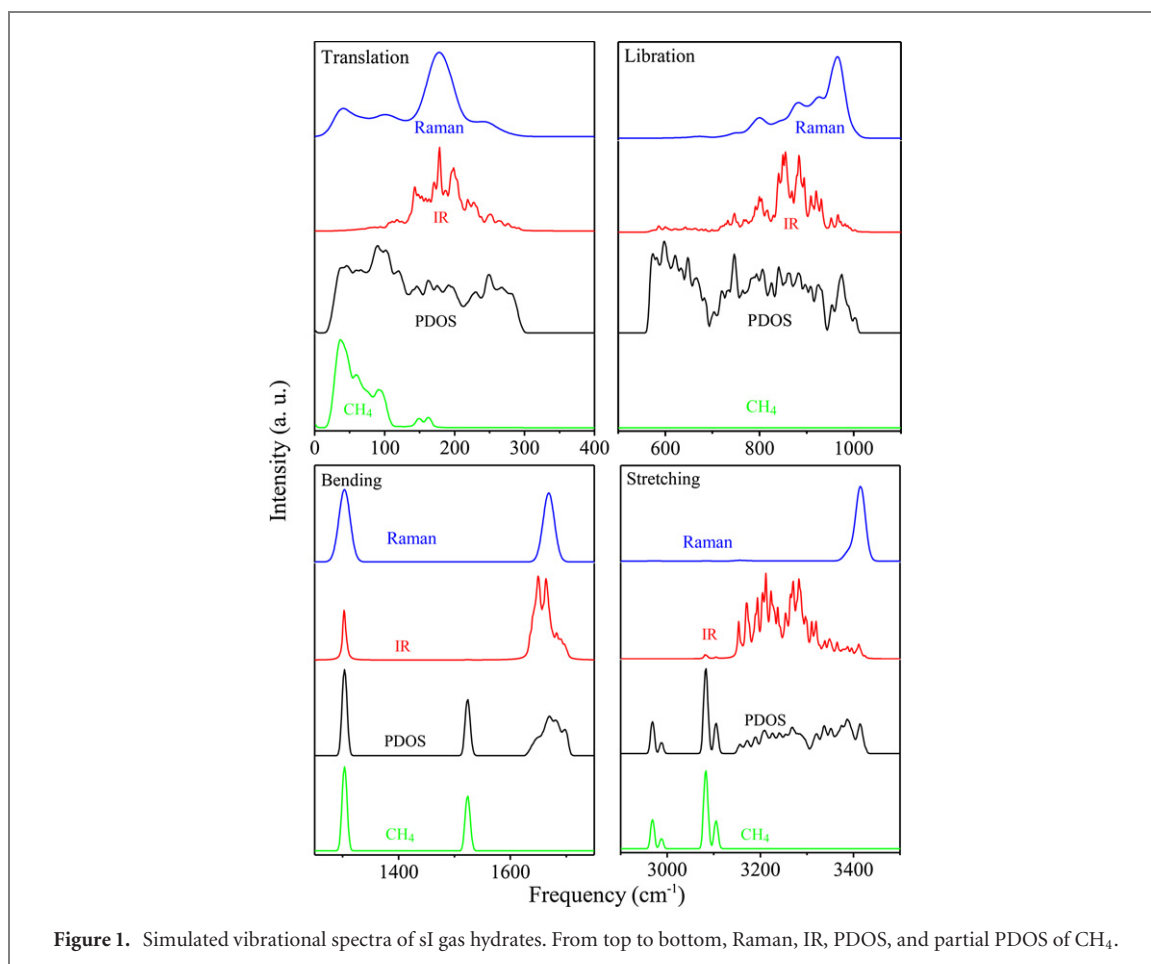 Translation
Raman
IR
PDOS
CH₄
0 100 200 300 400
Libration
Raman
IR
PDOS
CH₄
600 800 1000
Intensity (a. u.)
Bending
Raman
IR
PDOS
CH₄
1400 1600
Stretching
Raman
IR
PDOS
CH₄
3000 3200 3400
Frequency (cm⁻¹)
Figure 1. Simulated vibrational spectra of sI gas hydrates. From top to bottom, Raman, IR, PDOS, and partial PDOS of CH₄.